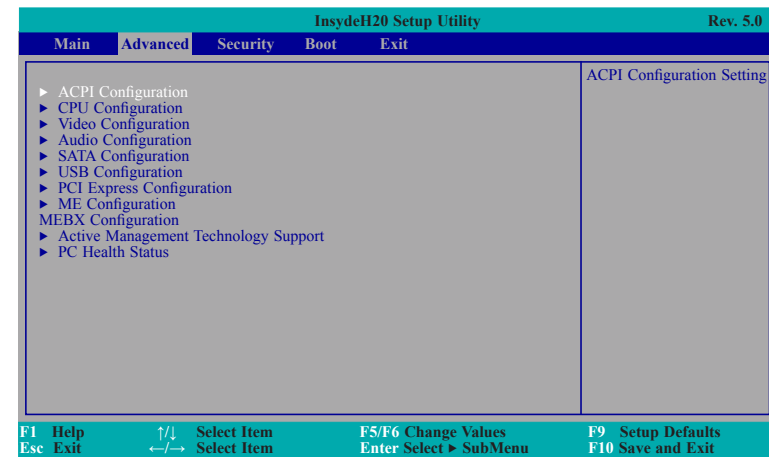 InsydeH20 Setup Utility Rev. 5.0
Main Advanced Security Boot Exit
► ACPI Configuration
► CPU Configuration
► Video Configuration
► Audio Configuration
► SATA Configuration
► USB Configuration
► PCI Express Configuration
► ME Configuration
MEBX Configuration
► Active Management Technology Support
► PC Health Status
ACPI Configuration Setting
F1 Help ↑/↓ Select Item F5/F6 Change Values F9 Setup Defaults
Esc Exit ←/→ Select Item Enter Select ► SubMenu F10 Save and Exit